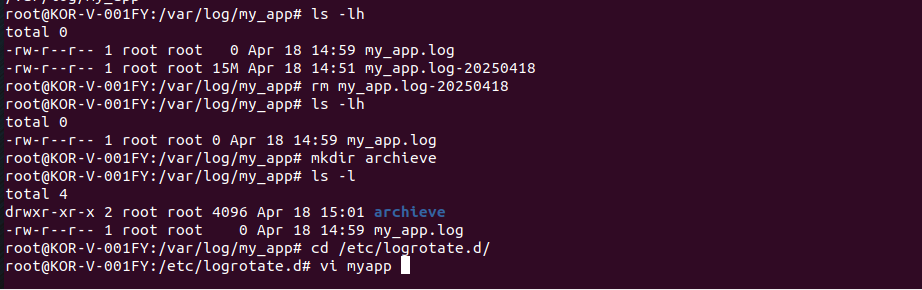 root@KOR-V-001FY:/var/log/my_app# ls -lh
total 0
-rw-r--r-- 1 root root   0 Apr 18 14:59 my_app.log
-rw-r--r-- 1 root root 15M Apr 18 14:51 my_app.log-20250418
root@KOR-V-001FY:/var/log/my_app# rm my_app.log-20250418
root@KOR-V-001FY:/var/log/my_app# ls -lh
total 0
-rw-r--r-- 1 root root 0 Apr 18 14:59 my_app.log
root@KOR-V-001FY:/var/log/my_app# mkdir archieve
root@KOR-V-001FY:/var/log/my_app# ls -l
total 4
drwxr-xr-x 2 root root 4096 Apr 18 15:01 archieve
-rw-r--r-- 1 root root    0 Apr 18 14:59 my_app.log
root@KOR-V-001FY:/var/log/my_app# cd /etc/logrotate.d/
root@KOR-V-001FY:/etc/logrotate.d# vi myapp